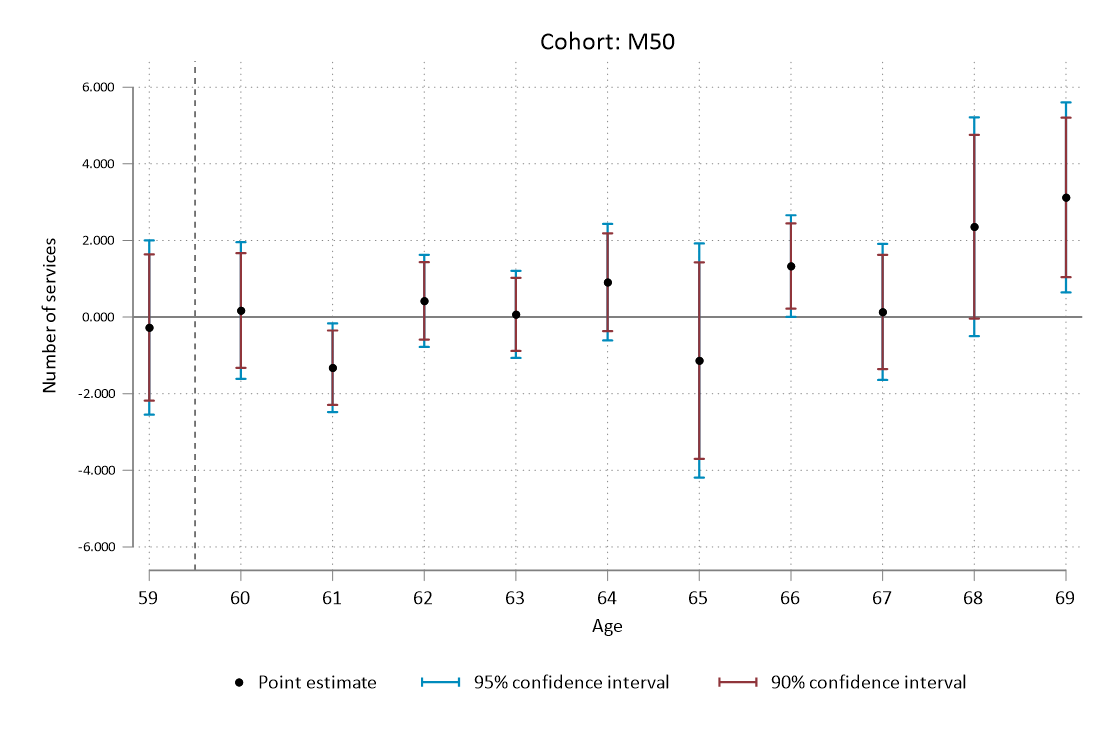 Cohort: M50
6.000
4.000
2.000
0.000
-2.000
-4.000
-6.000
Number of services
59 60 61 62 63 64 65 66 67 68 69
Age
Point estimate 95% confidence interval 90% confidence interval